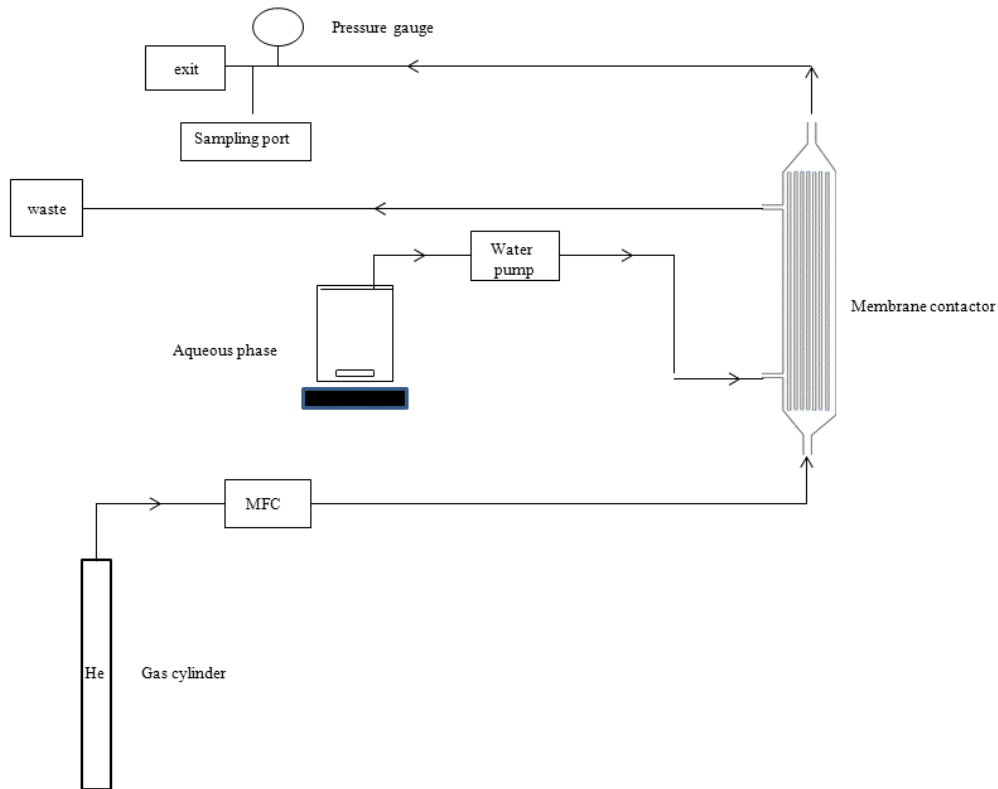 Pressure gauge
exit
Sampling port
waste
Water
pump
Membrane contactor
Aqueous phase
MFC
He
Gas cylinder